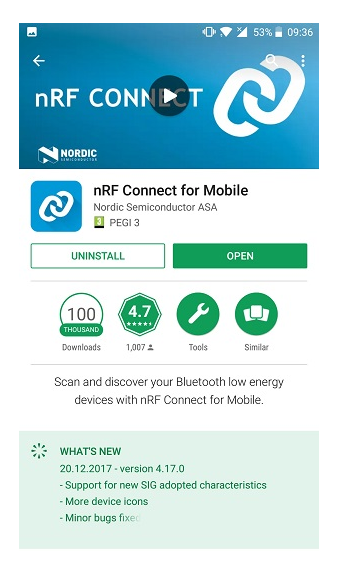 53% 09:36
nRF CONNECT
NORDIC
SEMICONDUCTOR
nRF Connect for Mobile
Nordic Semiconductor ASA
3 PEGI 3
UNINSTALL
OPEN
100
THOUSAND
4.7
Downloads
1,007
Tools
Similar
Scan and discover your Bluetooth low energy
devices with nRF Connect for Mobile.
WHAT'S NEW
20.12.2017 - version 4.17.0
- Support for new SIG adopted characteristics
- More device icons
- Minor bugs fixed